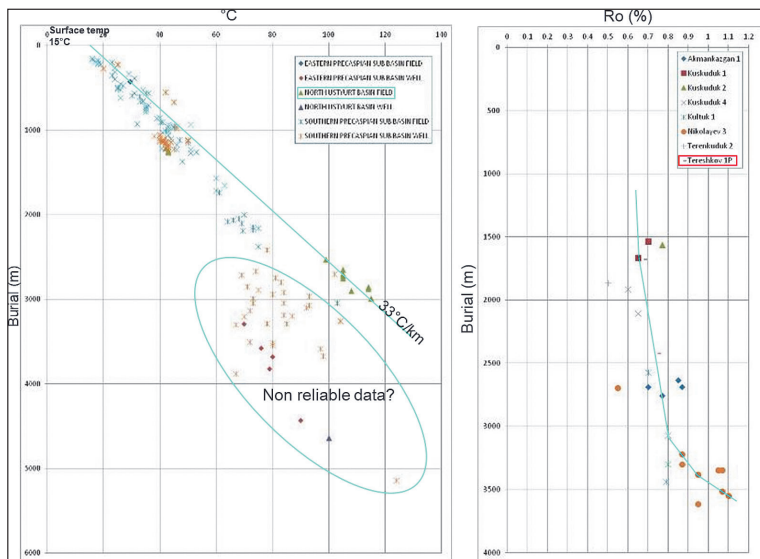 °C
Surface temp
15°C
0
20
40
60
80
100
120
140
0
1000
2000
3000
4000
5000
6000
Burial (m)
EASTERN PRECASPIAN SUB BASIN FIELD
EASTERN PRECASPIAN SUB BASIN WELL
NORTH USTYURT BASIN FIELD
NORTH USTYURT BASIN WELL
SOUTHERN PRECASPIAN SUB BASIN FIELD
SOUTHERN PRECASPIAN SUB BASIN WELL
33°C/km
Non reliable data?
Ro (%)
0 0.1 0.2 0.3 0.4 0.5 0.6 0.7 0.8 0.9 1 1.1 1.2
0
500
1000
1500
2000
2500
3000
3500
4000
Burial (m)
Akmankazgan 1
Kuskuduk 1
Kuskuduk 2
Kuskuduk 4
Kultuk 1
Nikolayev 3
Terenkuduk 2
Tereshkov 1P